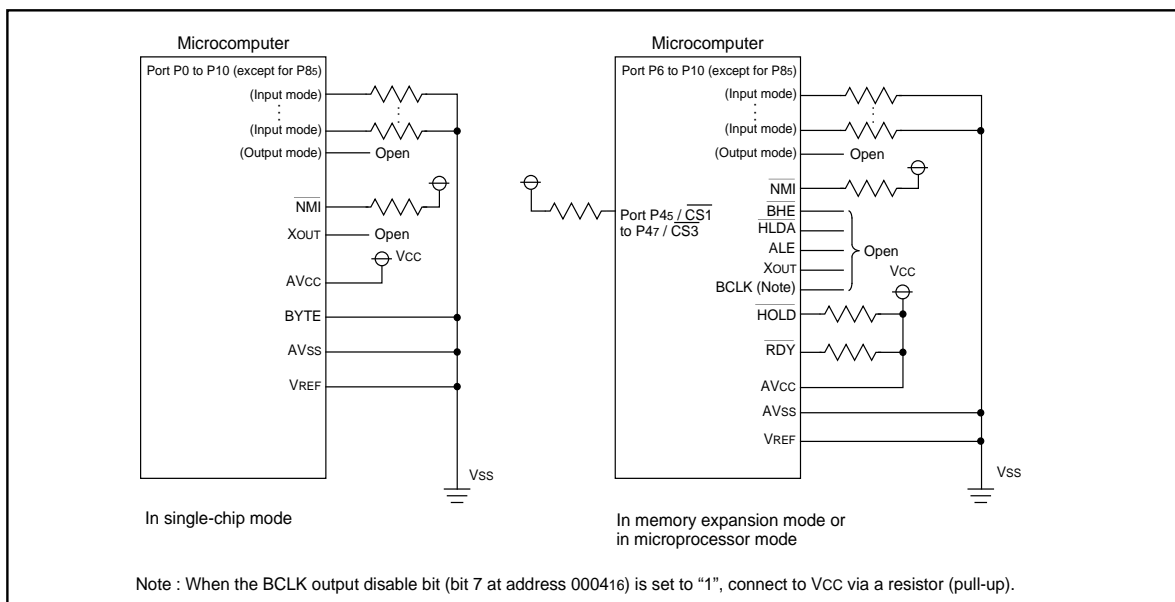 Microcomputer
Port P0 to P10 (except for P85)
(Input mode)
(Input mode)
(Output mode)
Open
NMI
XOUT
Open
VCC
AVCC
BYTE
AVSS
VREF
VSS
In single-chip mode
Microcomputer
Port P6 to P10 (except for P85)
(Input mode)
(Input mode)
(Output mode)
Open
NMI
Port P45 / CS1
to P47 / CS3
BHE
HLDA
ALE
XOUT
BCLK (Note)
Open
VCC
HOLD
RDY
AVCC
AVSS
VREF
VSS
In memory expansion mode or
in microprocessor mode
Note : When the BCLK output disable bit (bit 7 at address 000416) is set to “1”, connect to VCC via a resistor (pull-up).